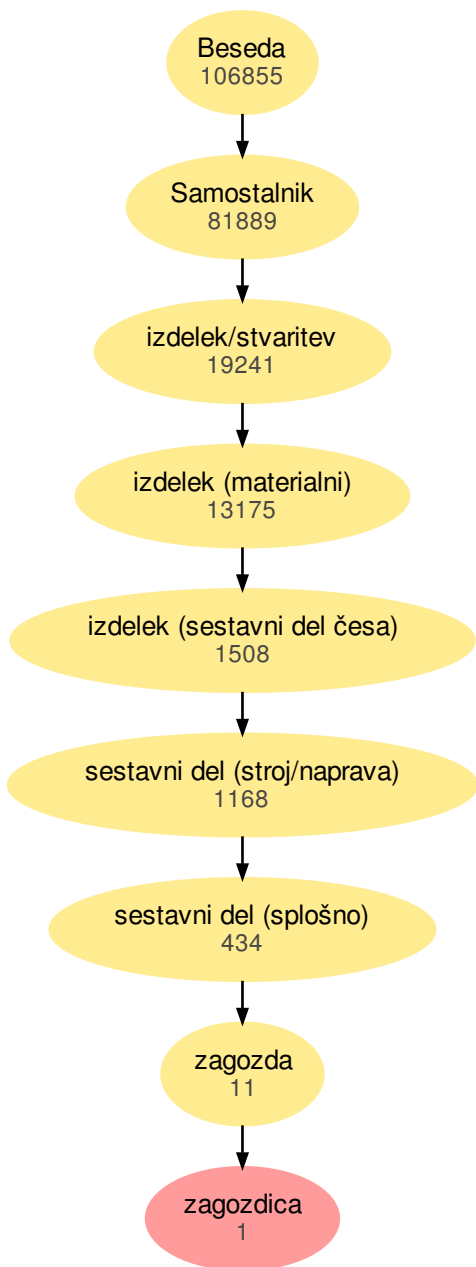 Beseda
106855
Samostalnik
81889
izdelek/stvaritev
19241
izdelek (materialni)
13175
izdelek (sestavni del česa)
1508
sestavni del (stroj/naprava)
1168
sestavni del (splošno)
434
zagozda
11
zagozdica
1